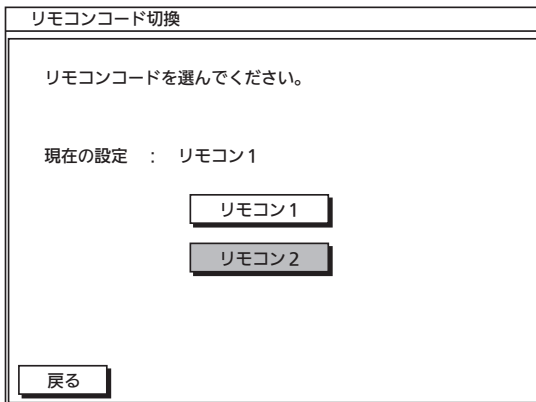 リモコンコード切換
リモコンコードを選んでください。
現在の設定 : リモコン1
リモコン1
リモコン2
戻る